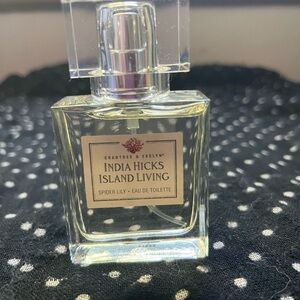 CRABTREE & EVELYN®
INDIA HICKS
ISLAND LIVING
SPIDER LILY • EAU DE TOILETTE